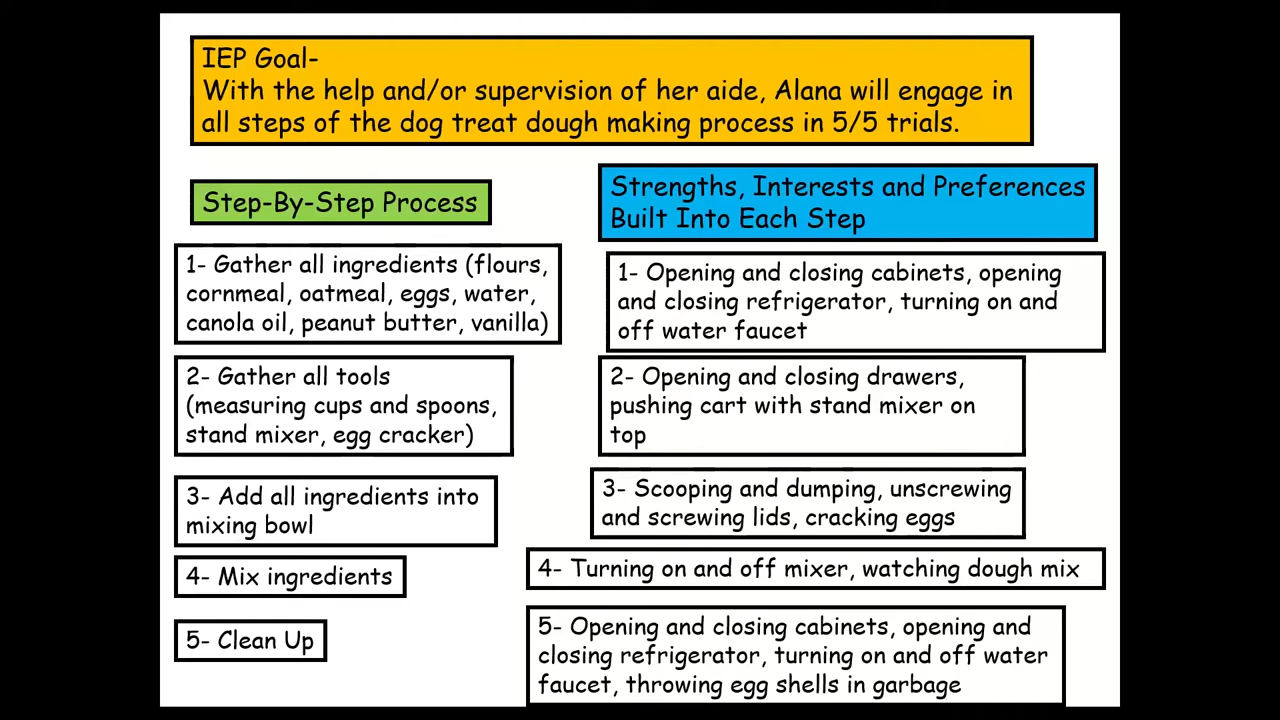 IEP Goal-
With the help and/or supervision of her aide, Alana will engage in
all steps of the dog treat dough making process in 5/5 trials.
Step-By-Step Process
Strengths, Interests and Preferences
Built Into Each Step
1- Gather all ingredients (flours,
cornmeal, oatmeal, eggs, water,
canola oil, peanut butter, vanilla)
1- Opening and closing cabinets, opening
and closing refrigerator, turning on and
off water faucet
2- Gather all tools
(measuring cups and spoons,
stand mixer, egg cracker)
2- Opening and closing drawers,
pushing cart with stand mixer on
top
3- Add all ingredients into
mixing bowl
3- Scooping and dumping, unscrewing
and screwing lids, cracking eggs
4- Mix ingredients
4- Turning on and off mixer, watching dough mix
5- Clean Up
5- Opening and closing cabinets, opening and
closing refrigerator, turning on and off water
faucet, throwing egg shells in garbage